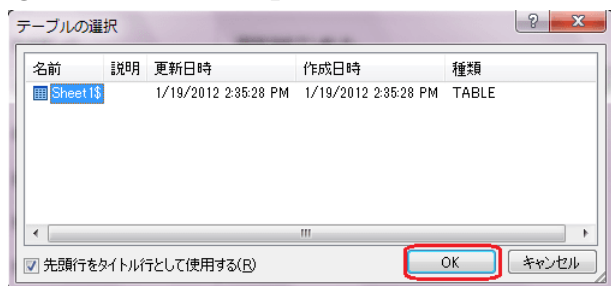 テーブルの選択
名前 説明 更新日時 作成日時 種類
Sheet1$ 1/19/2012 2:35:28 PM 1/19/2012 2:35:28 PM TABLE
先頭行をタイトル行として使用する(R) OK キャンセル